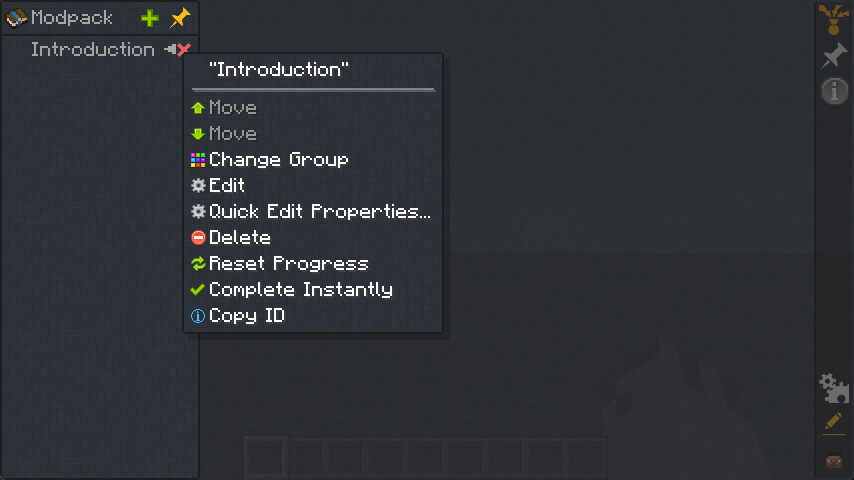 Modpack
Introduction
"Introduction"
Move
Move
Change Group
Edit
Quick Edit Properties...
Delete
Reset Progress
Complete Instantly
Copy ID